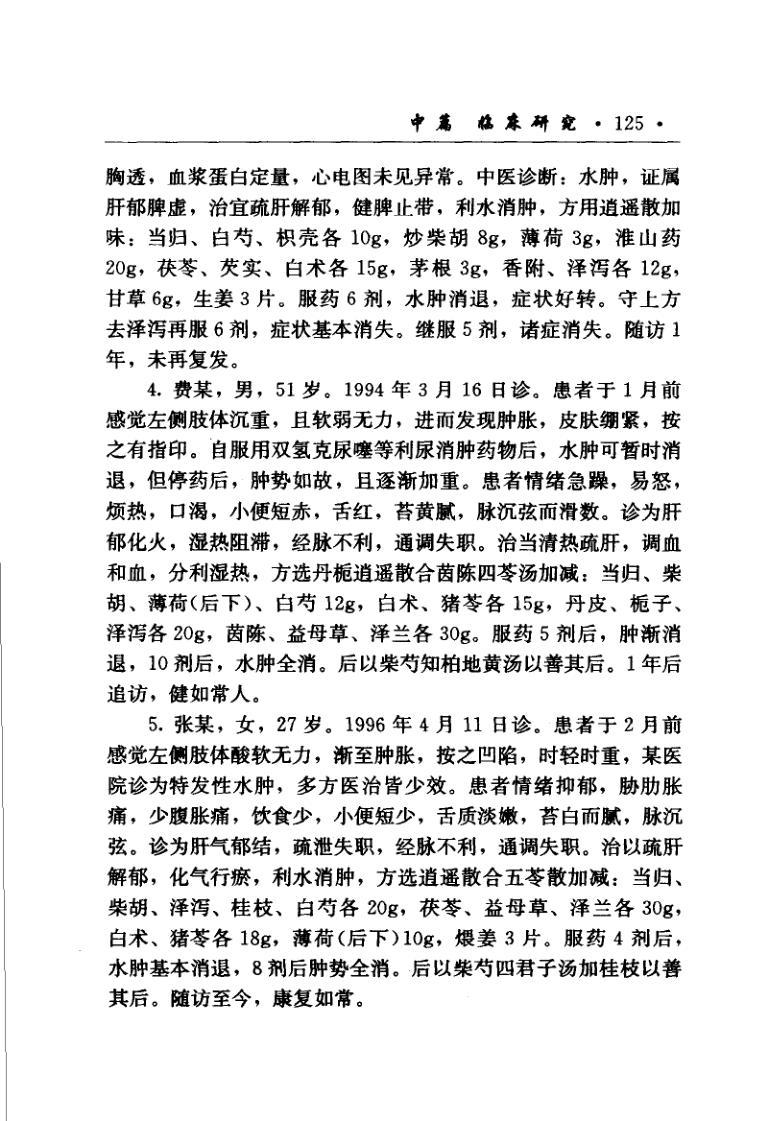 中篇 临床研究 · 125 ·
胸透，血浆蛋白定量，心电图未见异常。中医诊断：水肿，证属
肝郁脾虚，治宜疏肝解郁，健脾止带，利水消肿，方用逍遥散加
味：当归、白芍、枳壳各 10g，炒柴胡 8g，薄荷 3g，淮山药
20g，茯苓、芡实、白术各 15g，茅根 3g，香附、泽泻各 12g，
甘草 6g，生姜 3 片。服药 6 剂，水肿消退，症状好转。守上方
去泽泻再服 6 剂，症状基本消失。继服 5 剂，诸症消失。随访 1
年，未再复发。
4. 费某，男，51 岁。1994 年 3 月 16 日诊。患者于 1 月前
感觉左侧肢体沉重，且软弱无力，进而发现肿胀，皮肤绷紧，按
之有指印。自服用双氢克尿噻等利尿消肿药物后，水肿可暂时消
退，但停药后，肿势如故，且逐渐加重。患者情绪急躁，易怒，
烦热，口渴，小便短赤，舌红，苔黄腻，脉沉弦而滑数。诊为肝
郁化火，湿热阻滞，经脉不利，通调失职。治当清热疏肝，调血
和血，分利湿热，方选丹栀逍遥散合茵陈四苓汤加减：当归、柴
胡、薄荷(后下)、白芍 12g，白术、猪苓各 15g，丹皮、栀子、
泽泻各 20g，茵陈、益母草、泽兰各 30g。服药 5 剂后，肿渐消
退，10 剂后，水肿全消。后以柴芍知柏地黄汤以善其后。1 年后
追访，健如常人。
5. 张某，女，27 岁。1996 年 4 月 11 日诊。患者于 2 月前
感觉左侧肢体酸软无力，渐至肿胀，按之凹陷，时轻时重，某医
院诊为特发性水肿，多方医治皆少效。患者情绪抑郁，胁肋胀
痛，少腹胀痛，饮食少，小便短少，舌质淡嫩，苔白而腻，脉沉
弦。诊为肝气郁结，疏泄失职，经脉不利，通调失职。治以疏肝
解郁，化气行瘀，利水消肿，方选逍遥散合五苓散加减：当归、
柴胡、泽泻、桂枝、白芍各 20g，茯苓、益母草、泽兰各 30g，
白术、猪苓各 18g，薄荷(后下)10g，煨姜 3 片。服药 4 剂后，
水肿基本消退，8 剂后肿势全消。后以柴芍四君子汤加桂枝以善
其后。随访至今，康复如常。